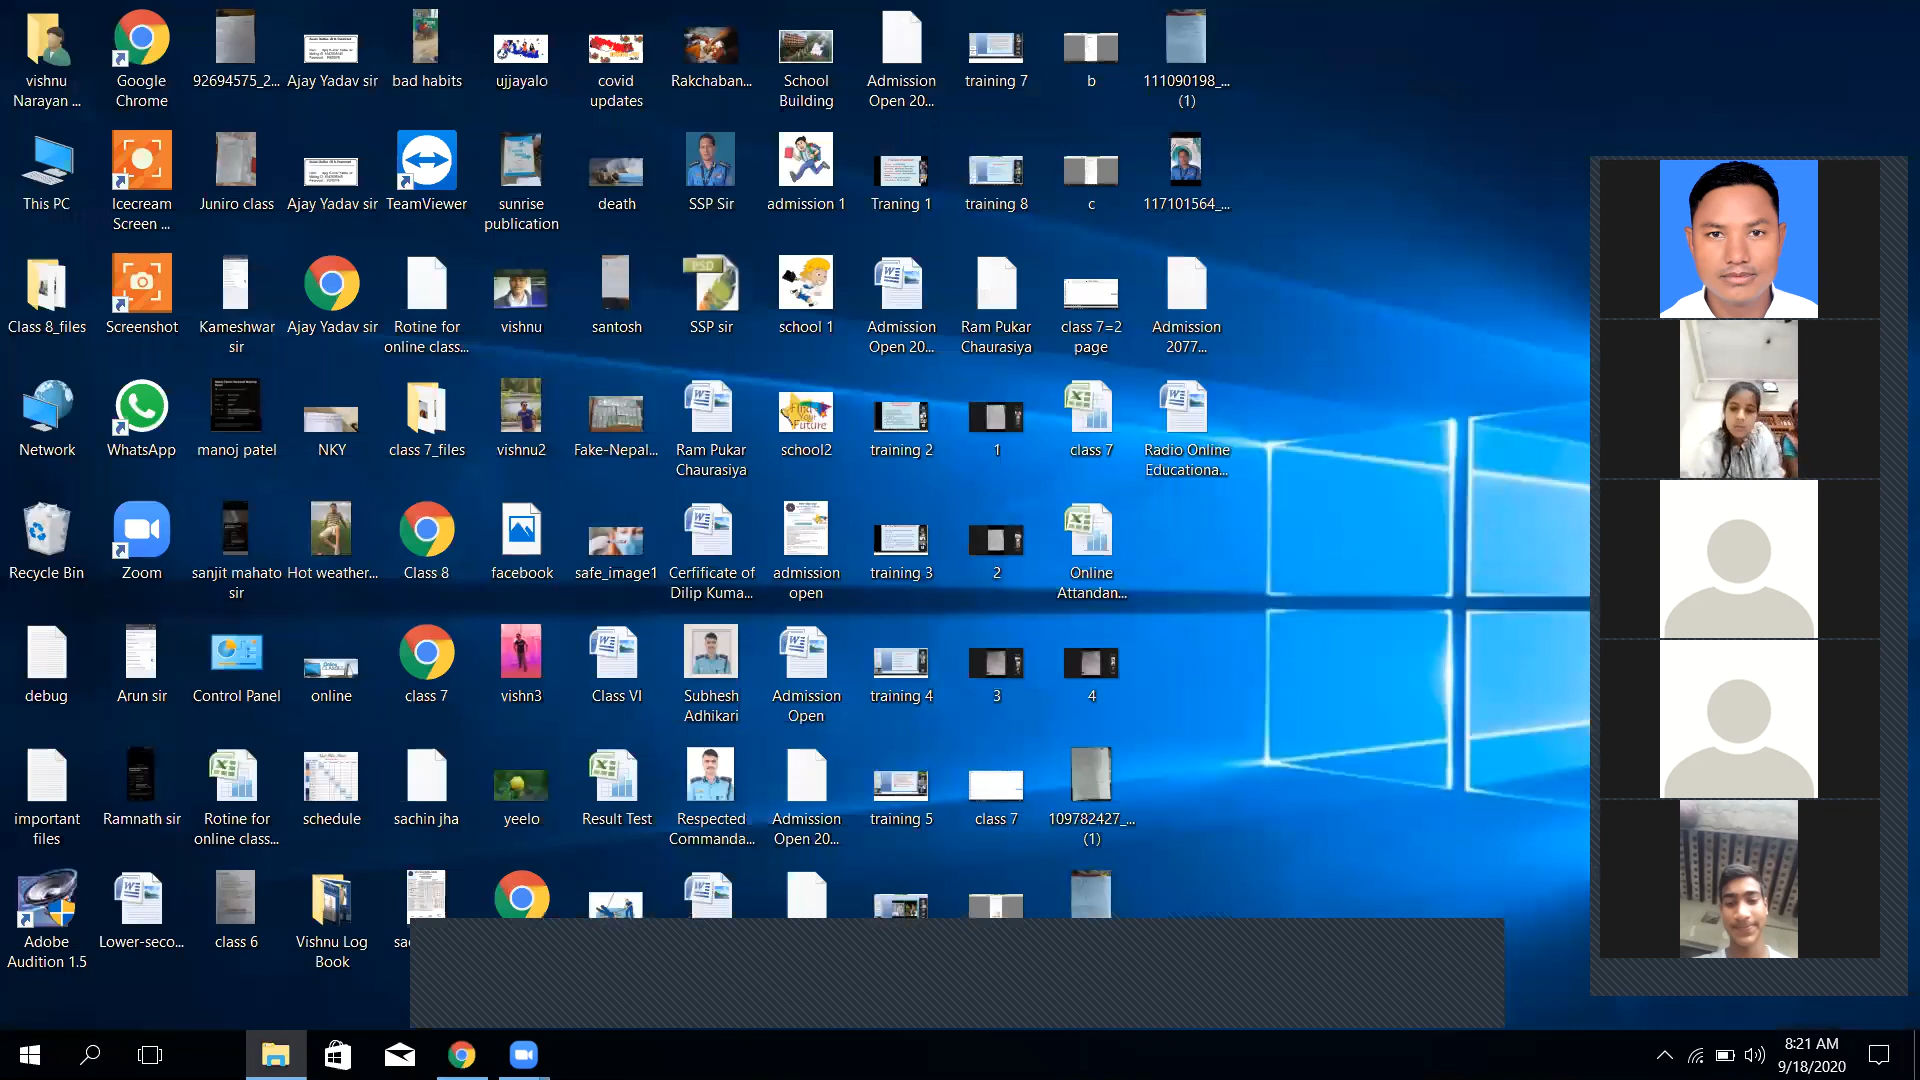 vishnu
Narayan ...
Google
Chrome
92694575_2...
Ajay Yadav sir
bad habits
ujjayalo
covid
updates
Rakchaban...
School
Building
Admission
Open 20...
training 7
b
111090198_...
(1)
This PC
Icecream
Screen ...
Juniro class
Ajay Yadav sir
TeamViewer
sunrise
publication
death
SSP Sir
admission 1
Traning 1
training 8
c
117101564_...
Class 8_files
Screenshot
Kameshwar
sir
Ajay Yadav sir
Rotine for
online class...
vishnu
santosh
SSP sir
school 1
Admission
Open 20...
Ram Pukar
Chaurasiya
class 7=2
page
Admission
2077...
Network
WhatsApp
manoj patel
NKY
class 7_files
vishnu2
Fake-Nepal...
Ram Pukar
Chaurasiya
Find
Your
Future
school2
training 2
1
class 7
Radio Online
Educationa...
Recycle Bin
Zoom
sanjit mahato
sir
Hot weather...
Class 8
facebook
safe_image1
Cerfificate of
Dilip Kuma...
admission
open
training 3
2
Online
Attandan...
debug
Arun sir
Control Panel
online
class 7
vishn3
Class VI
Subhesh
Adhikari
Admission
Open
training 4
3
4
important
files
Ramnath sir
Rotine for
online class...
schedule
sachin jha
yeelo
Result Test
Respected
Commanda...
Admission
Open 20...
training 5
class 7
109782427_...
(1)
Adobe
Audition 1.5
Lower-seco...
class 6
Vishnu Log
Book
8:21 AM
9/18/2020